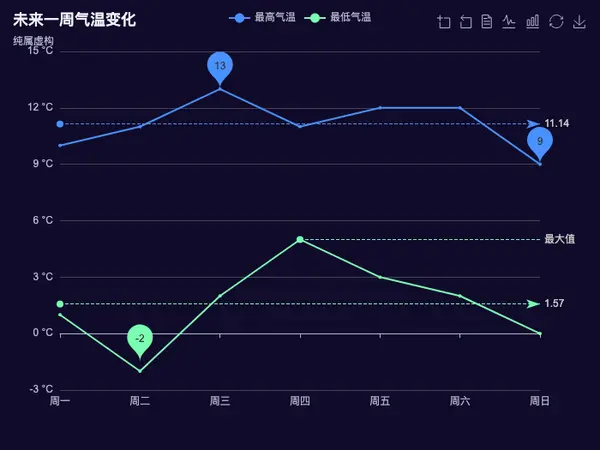 未来一周气温变化
纯属虚构
最高气温
最低气温
15 °C
12 °C
9 °C
6 °C
3 °C
0 °C
-3 °C
13
11.14
9
最大值
1.57
-2
周一
周二
周三
周四
周五
周六
周日